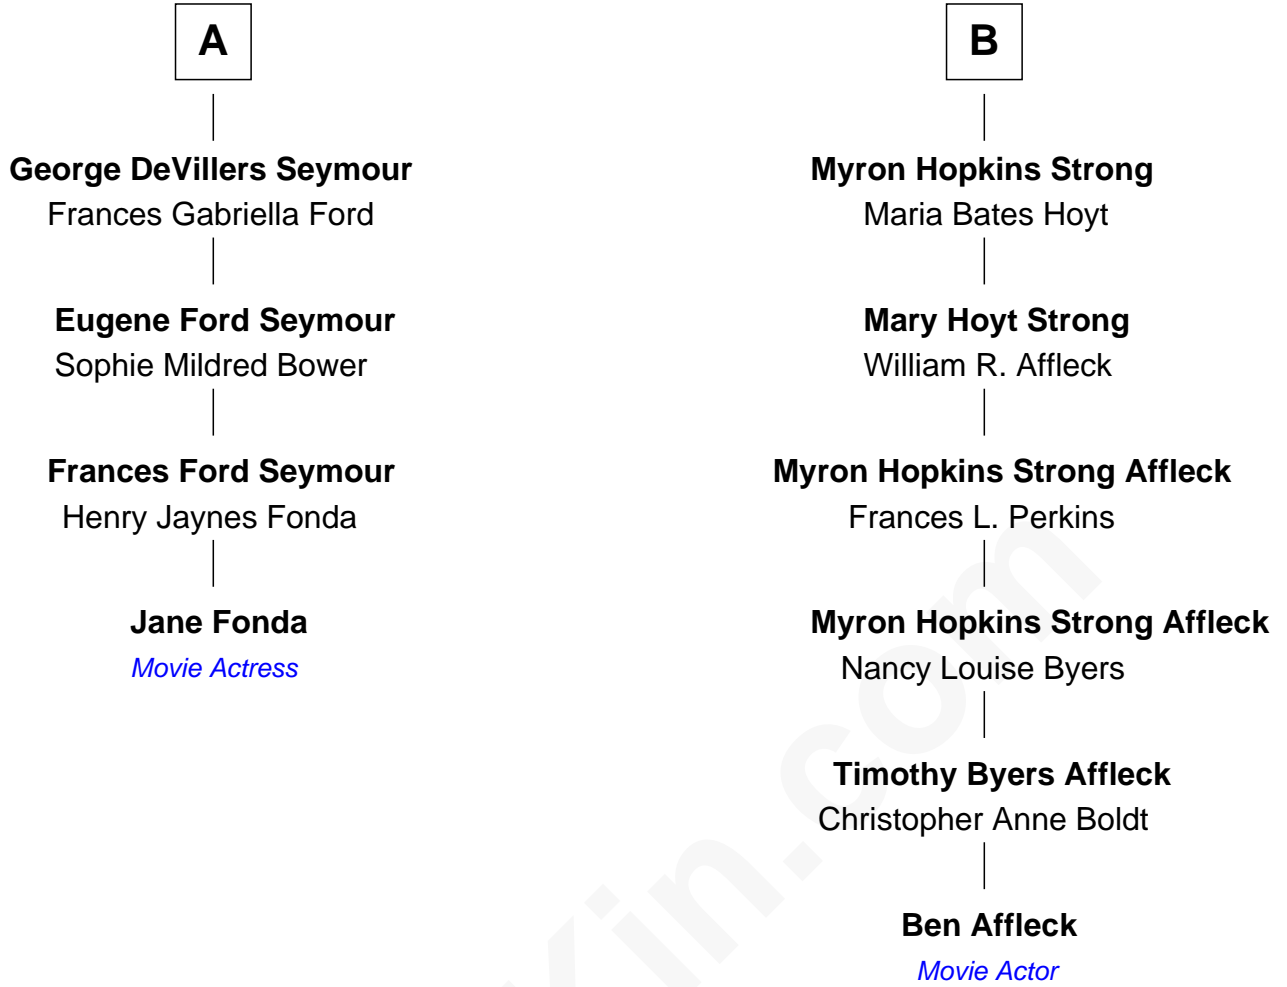 A
George DeVillers Seymour
Frances Gabriella Ford
Eugene Ford Seymour
Sophie Mildred Bower
Frances Ford Seymour
Henry Jaynes Fonda
Jane Fonda
Movie Actress
B
Myron Hopkins Strong
Maria Bates Hoyt
Mary Hoyt Strong
William R. Affleck
Myron Hopkins Strong Affleck
Frances L. Perkins
Myron Hopkins Strong Affleck
Nancy Louise Byers
Timothy Byers Affleck
Christopher Anne Boldt
Ben Affleck
Movie Actor
Kin.com